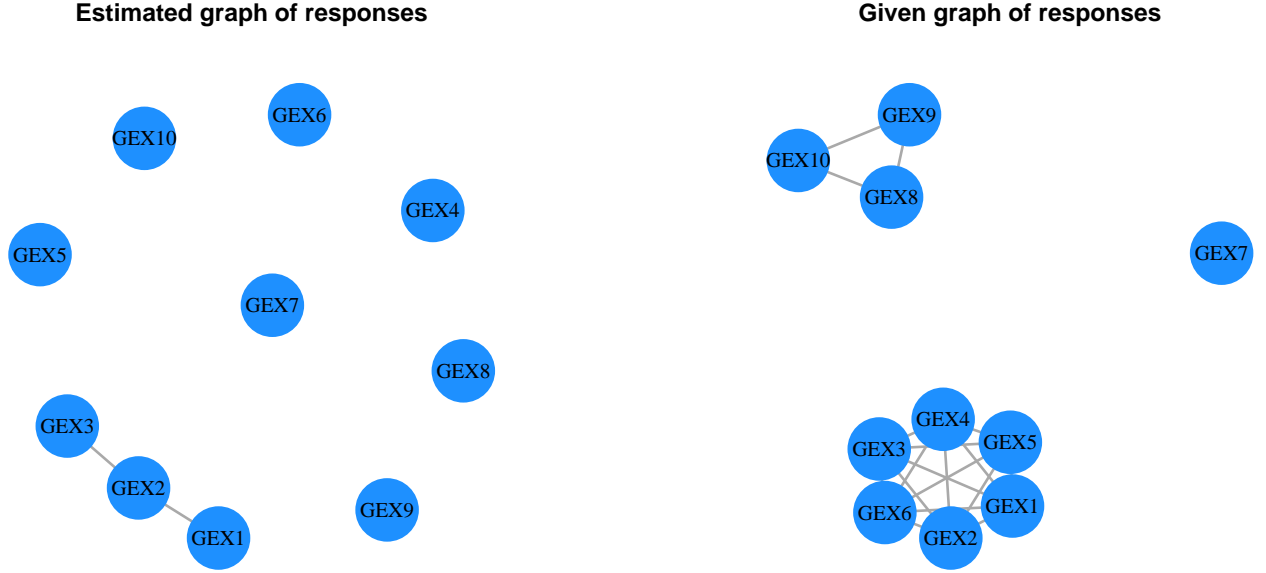 Estimated graph of responses
GEX6
GEX10
GEX4
GEX5
GEX7
GEX8
GEX3
GEX2
GEX9
GEX1
Given graph of responses
GEX9
GEX10
GEX8
GEX7
GEX4
GEX5
GEX3
GEX1
GEX6
GEX2